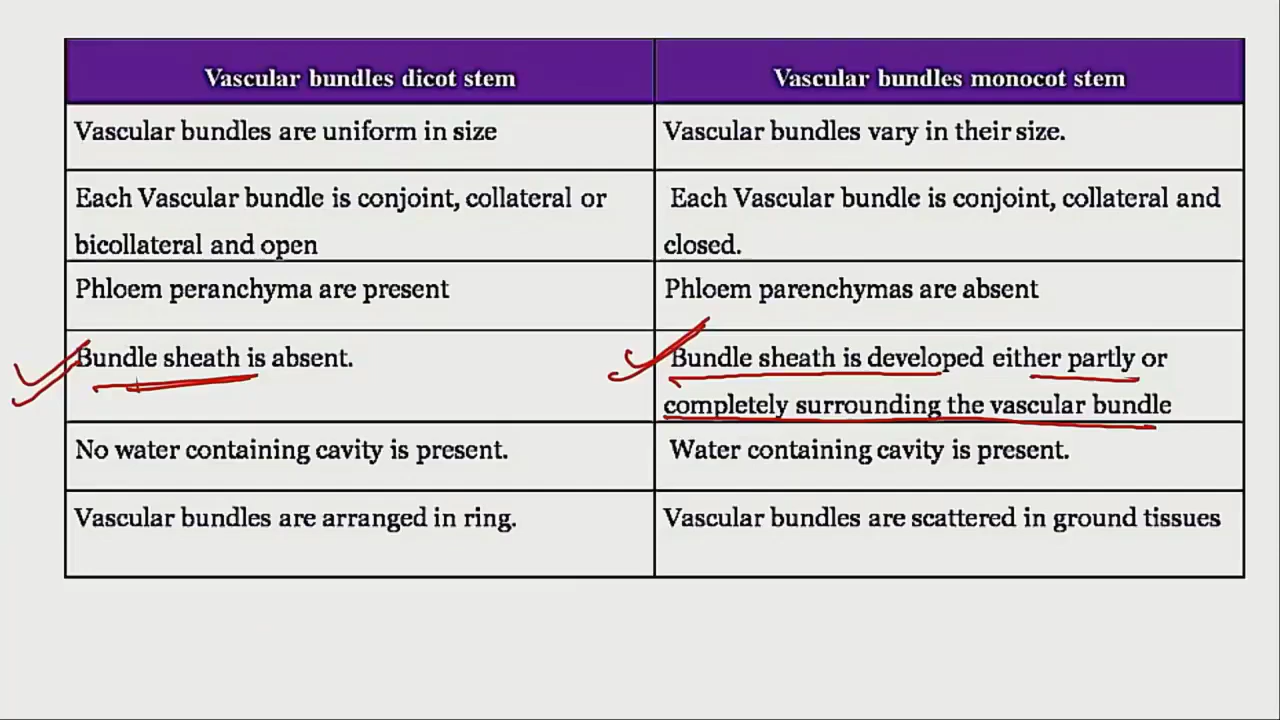 Vascular bundles dicot stem
Vascular bundles monocot stem
Vascular bundles are uniform in size
Vascular bundles vary in their size.
Each Vascular bundle is conjoint, collateral or
bicollateral and open
Each Vascular bundle is conjoint, collateral and
closed.
Phloem peranchyma are present
Phloem parenchymas are absent
Bundle sheath is absent.
Bundle sheath is developed either partly or
completely surrounding the vascular bundle
No water containing cavity is present.
Water containing cavity is present.
Vascular bundles are arranged in ring.
Vascular bundles are scattered in ground tissues